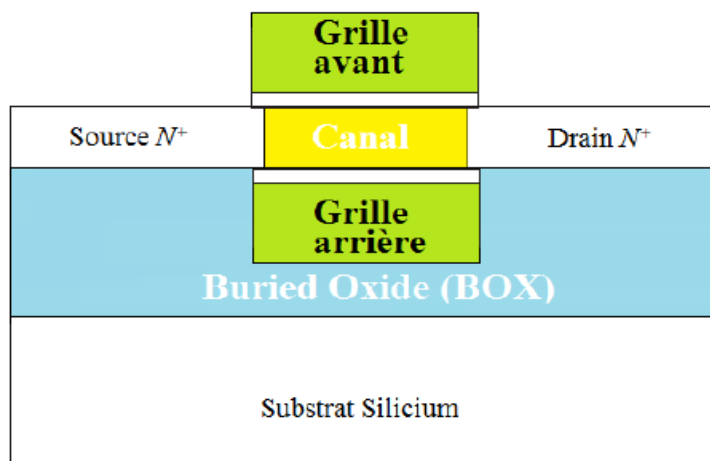 Grille
avant
Source N⁺
Canal
Drain N⁺
Grille
arrière
Buried Oxide (BOX)
Substrat Silicium